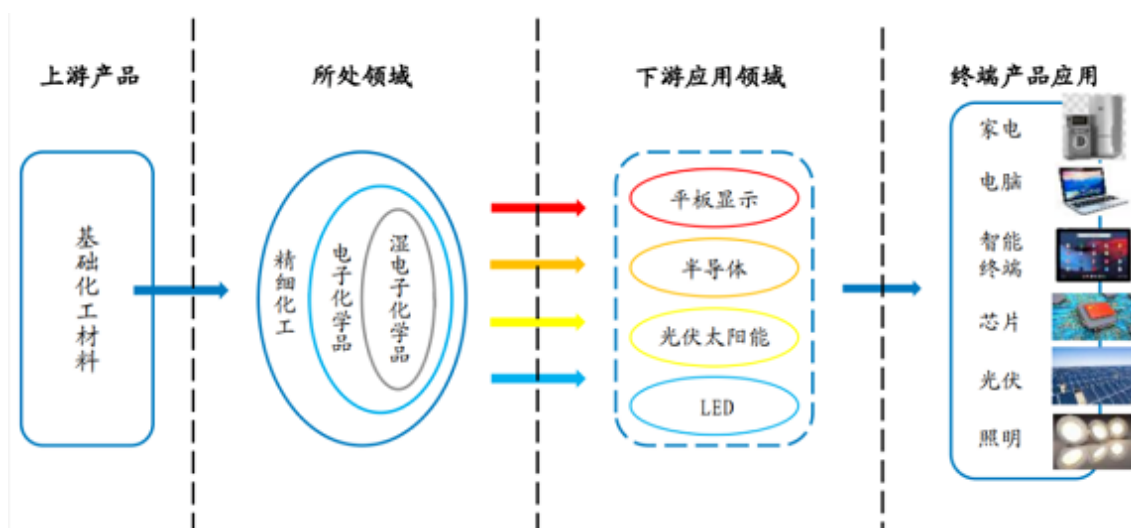 上游产品
所处领域
下游应用领域
终端产品应用
基础化工材料
精细化工
电子化学品
湿电子化学品
平板显示
半导体
光伏太阳能
LED
家电
电脑
智能
终端
芯片
光伏
照明